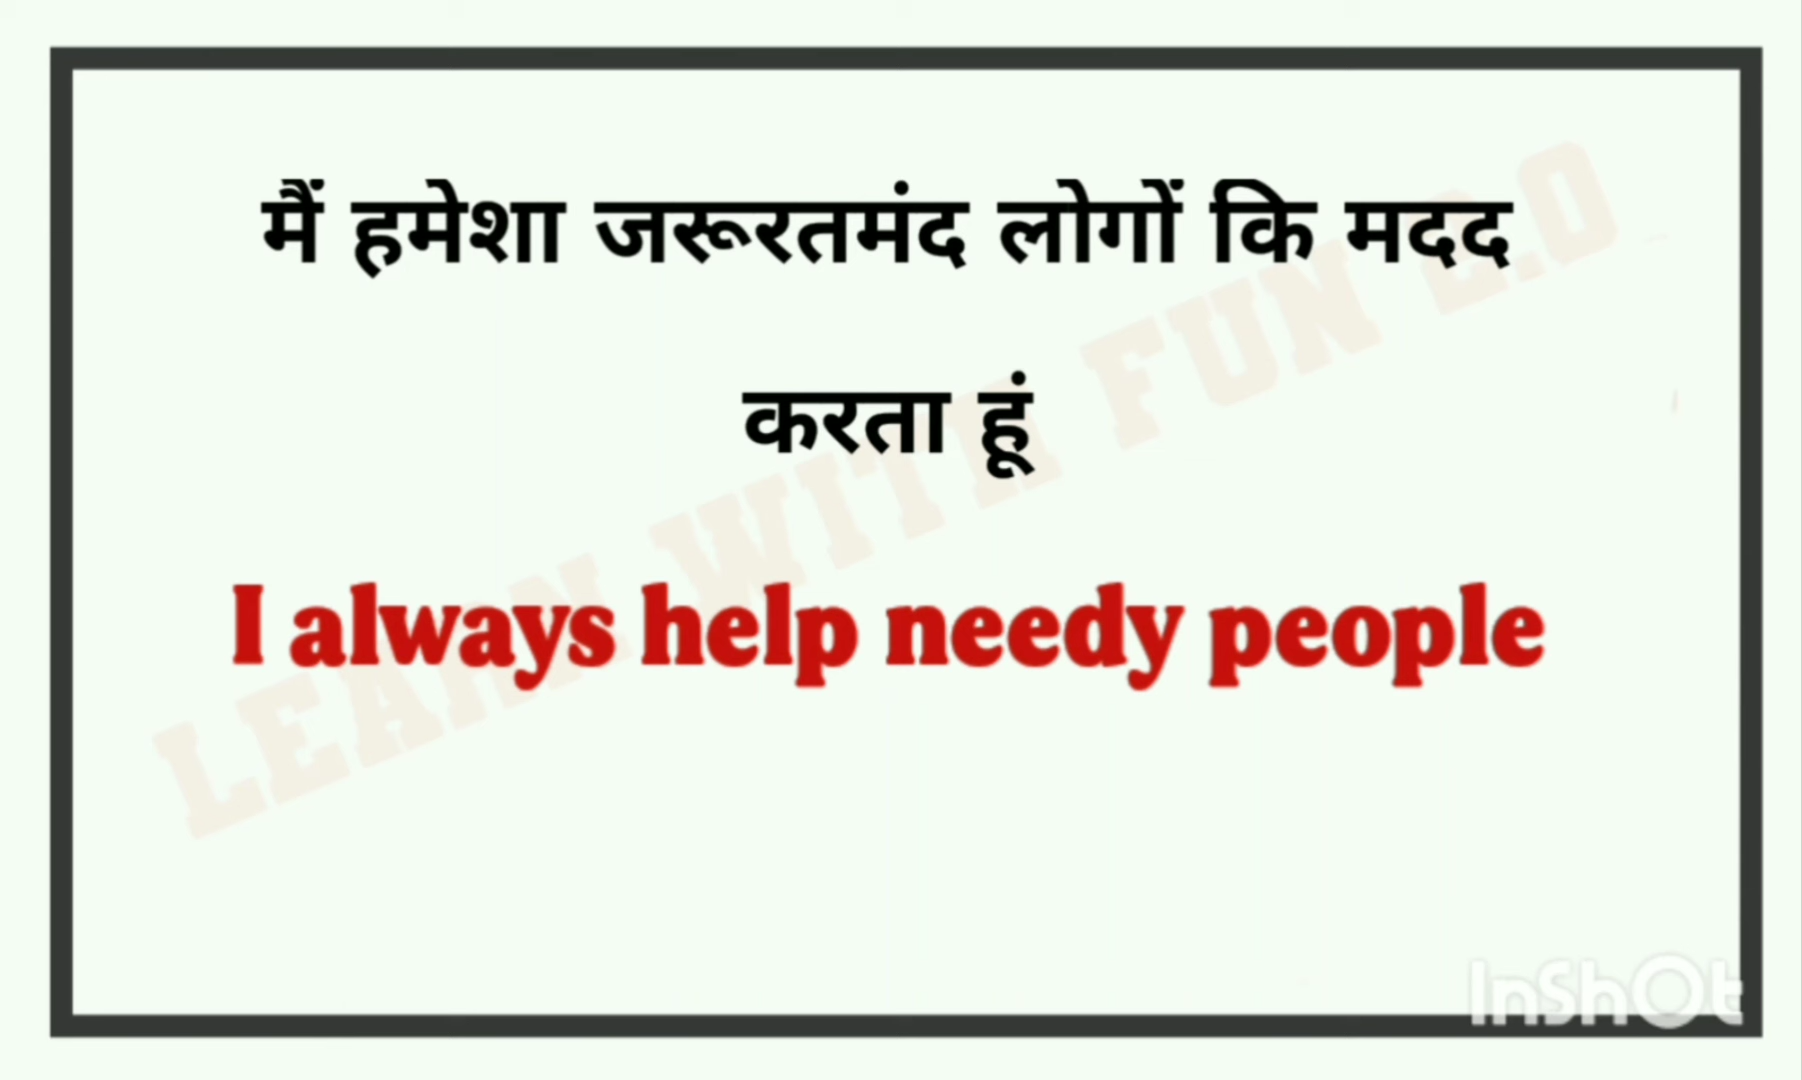 मैं हमेशा जरूरतमंद लोगों कि मदद
करता हूं
I always help needy people
LEARN WITH FUN 2.0
InShOt